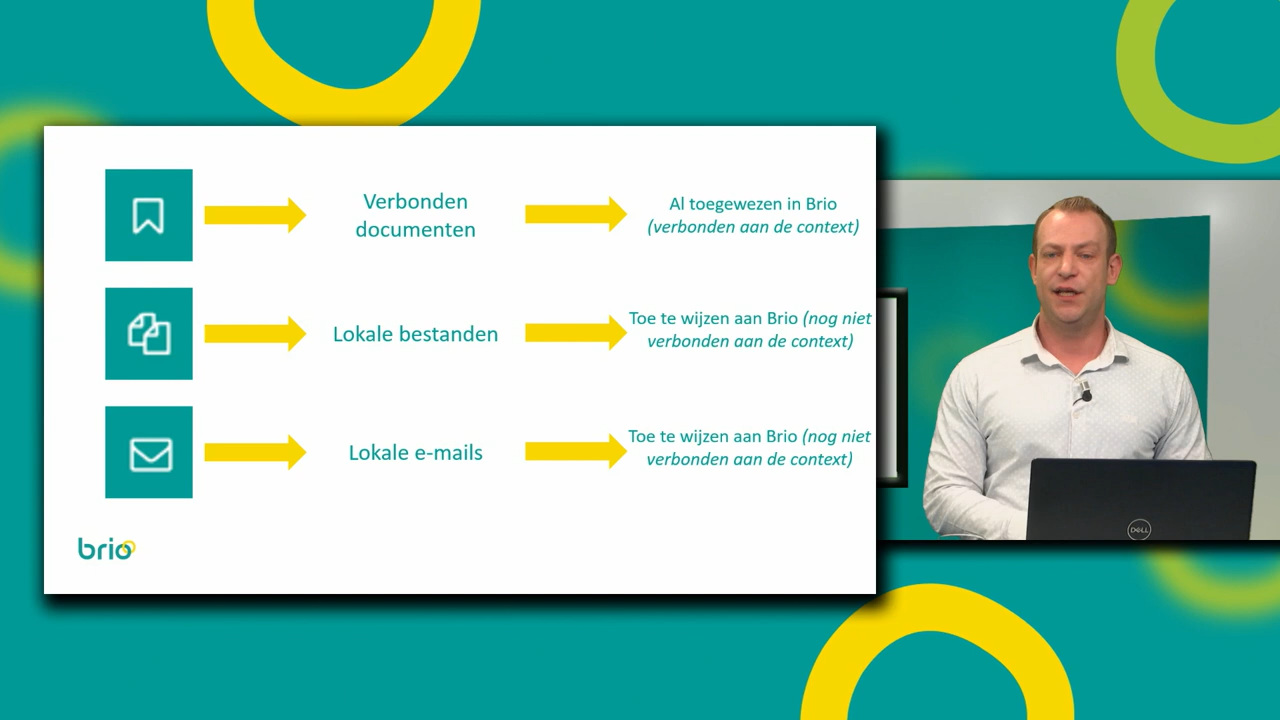 Verbonden
documenten
Al toegewezen in Brio
(verbonden aan de context)
Lokale bestanden
Toe te wijzen aan Brio (nog niet
verbonden aan de context)
Lokale e-mails
Toe te wijzen aan Brio (nog niet
verbonden aan de context)
brio
DELL